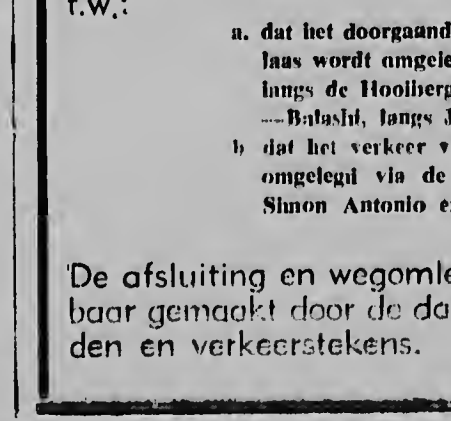 t.w.:
a. dat het doorgaand
laas wordt omgele
langs de Hooiberg
—Balashi, langs
b dat het verkeer v
omgelegd via de
Simon Antonio e
De afsluiting en wegomle
baar gemaakt door de da
den en verkeerstekens.